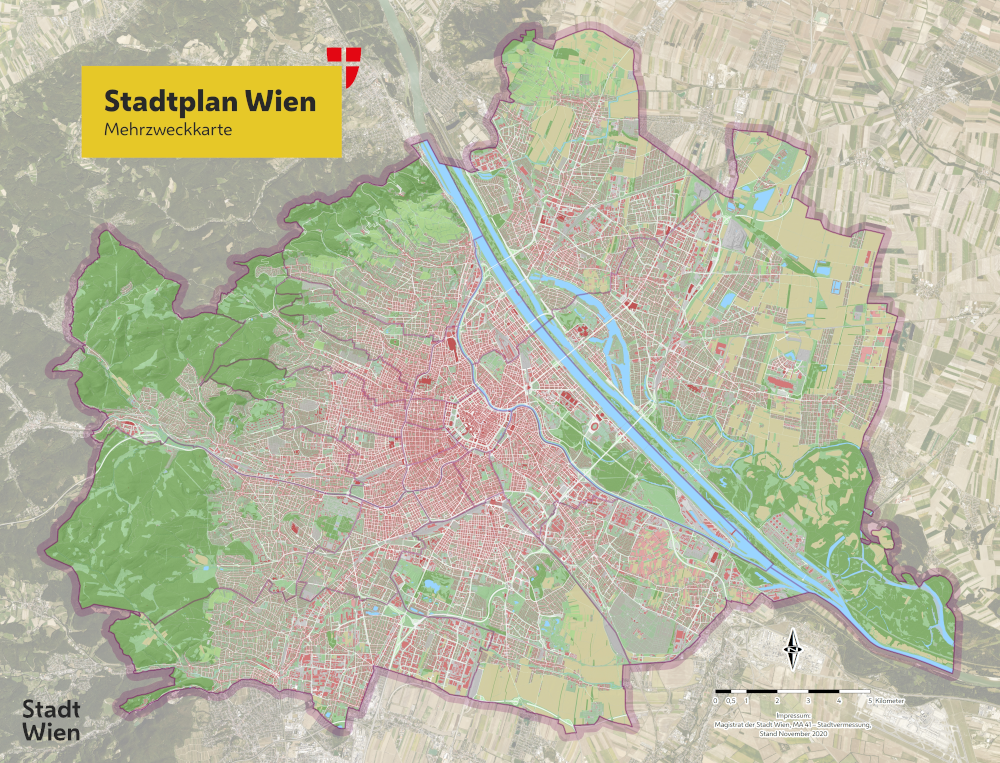 Stadtplan Wien
Mehrzweckkarte
N
Stadt
Wien
0 0,5 1 2 3 4 5 Kilometer
Impressum:
Magistrat der Stadt Wien, MA 41 - Stadtvermessung,
Stand November 2020